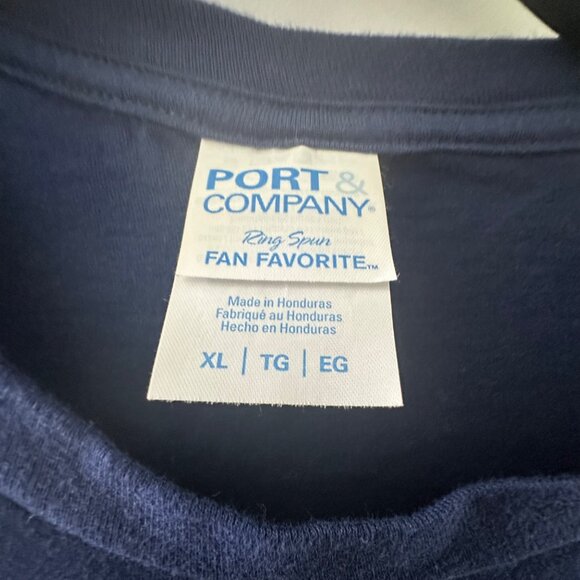 PORT &
COMPANY®
Ring Spun
FAN FAVORITE™
Made in Honduras
Fabriqué au Honduras
Hecho en Honduras
XL | TG | EG